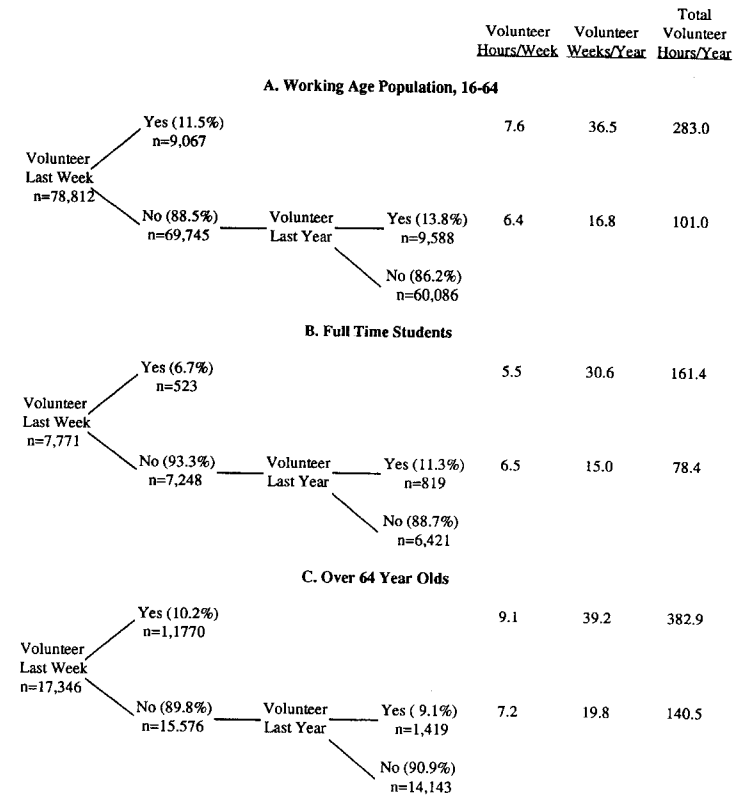 Total
Volunteer Volunteer Volunteer
Hours/Week Weeks/Year Hours/Year
A. Working Age Population, 16-64
Yes (11.5%) 7.6 36.5 283.0
n=9,067
Volunteer
Last Week
n=78,812
No (88.5%) Volunteer Yes (13.8%) 6.4 16.8 101.0
n=69,745 Last Year n=9,588
No (86.2%)
n=60,086
B. Full Time Students
Yes (6.7%) 5.5 30.6 161.4
n=523
Volunteer
Last Week
n=7,771
No (93.3%) Volunteer Yes (11.3%) 6.5 15.0 78.4
n=7,248 Last Year n=819
No (88.7%)
n=6,421
C. Over 64 Year Olds
Yes (10.2%) 9.1 39.2 382.9
n=1,1770
Volunteer
Last Week
n=17,346
No (89.8%) Volunteer Yes ( 9.1%) 7.2 19.8 140.5
n=15.576 Last Year n=1,419
No (90.9%)
n=14,143